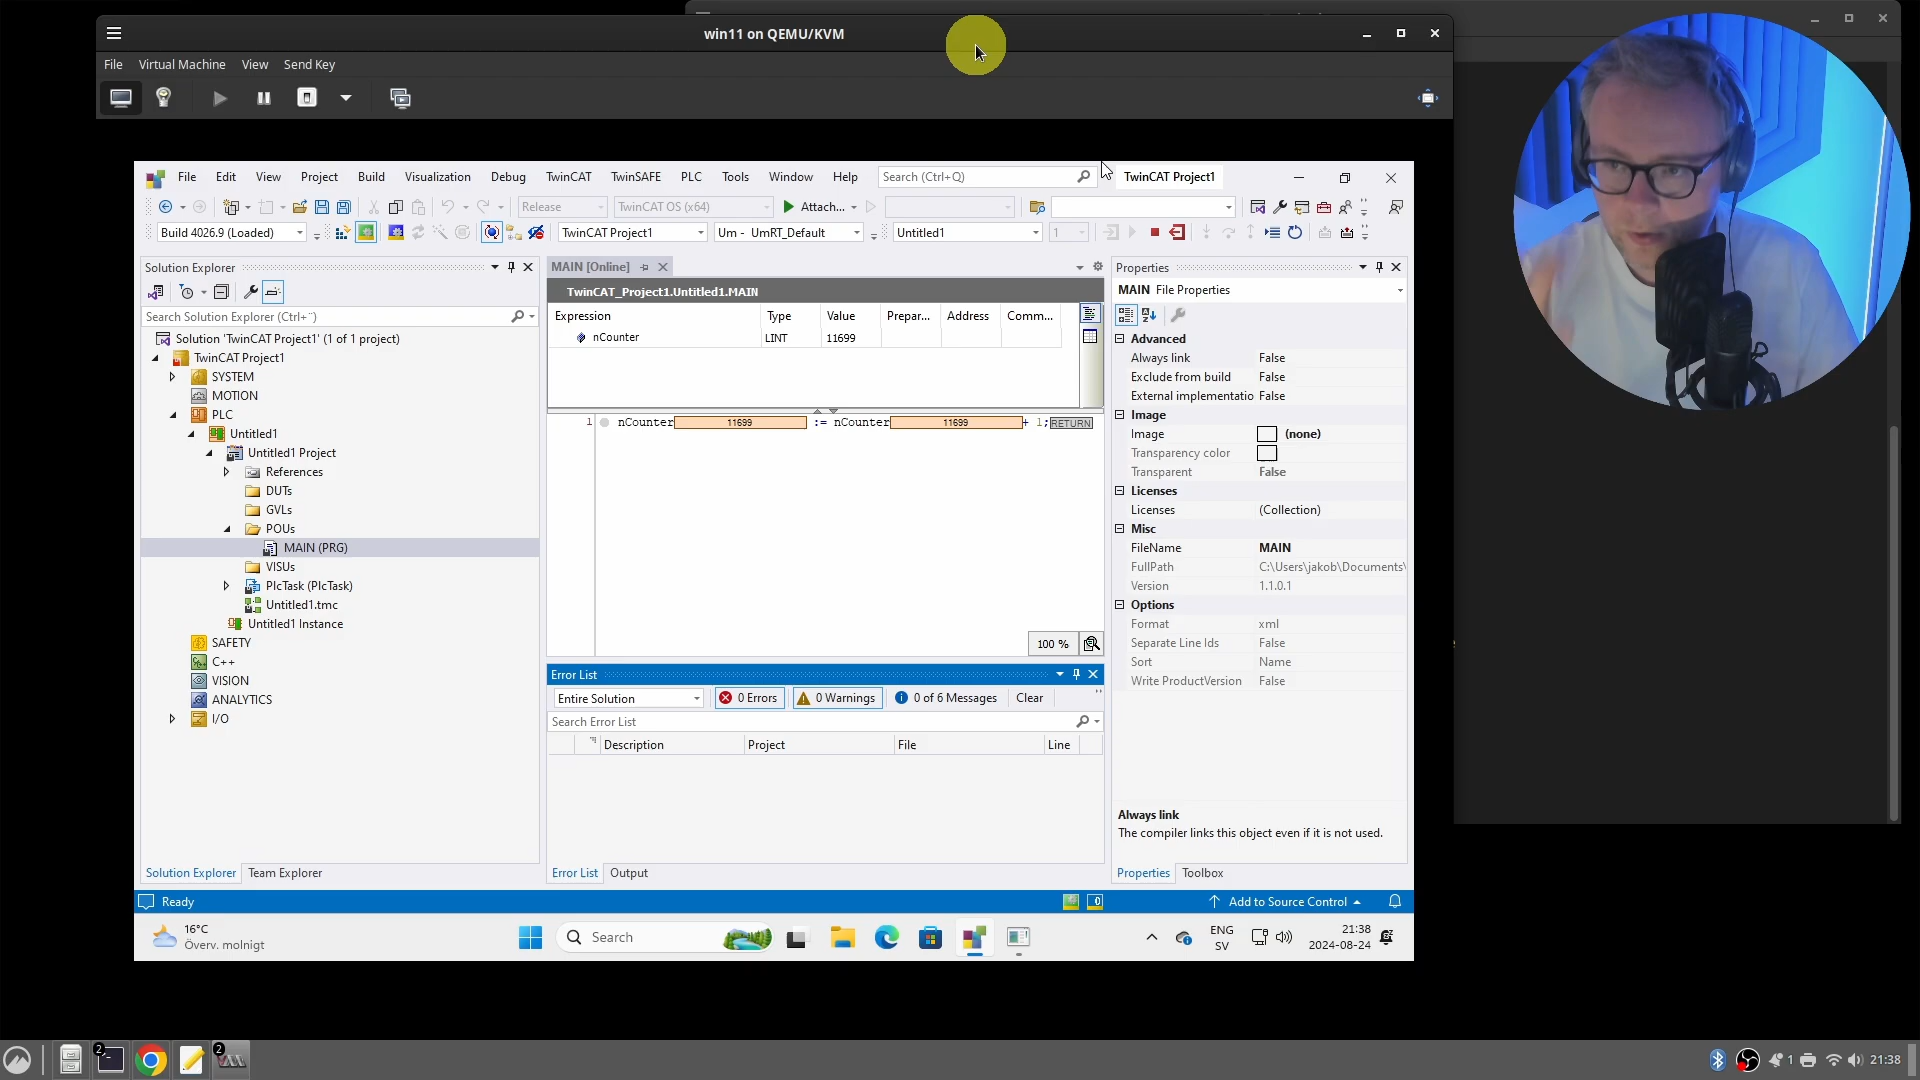 win11 on QEMU/KVM
File Virtual Machine View Send Key
File Edit View Project Build Visualization Debug TwinCAT TwinSAFE PLC Tools Window Help Search (Ctrl+Q) TwinCAT Project1
Release TwinCAT OS (x64) Attach...
Build 4026.9 (Loaded) TwinCAT Project1 Um - UmRT_Default Untitled1 1
Solution Explorer
Search Solution Explorer (Ctrl+¨)
Solution 'TwinCAT Project1' (1 of 1 project)
TwinCAT Project1
SYSTEM
MOTION
PLC
Untitled1
Untitled1 Project
References
DUTs
GVLs
POUs
MAIN (PRG)
VISUs
PlcTask (PlcTask)
Untitled1.tmc
Untitled1 Instance
SAFETY
C++
VISION
ANALYTICS
I/O
Solution Explorer Team Explorer
MAIN [Online]
TwinCAT_Project1.Untitled1.MAIN
Expression Type Value Prepar... Address Comm...
nCounter LINT 11699
1 nCounter 11699 := nCounter 11699 + 1; RETURN
100 %
Error List
Entire Solution 0 Errors 0 Warnings 0 of 6 Messages Clear
Search Error List
Description Project File Line
Error List Output
Properties
MAIN File Properties
Advanced
Always link False
Exclude from build False
External implementatio False
Image
Image (none)
Transparency color
Transparent False
Licenses
Licenses (Collection)
Misc
FileName MAIN
FullPath C:\Users\jakob\Documents\
Version 1.1.0.1
Options
Format xml
Separate Line Ids False
Sort Name
Write ProductVersion False
Always link
The compiler links this object even if it is not used.
Properties Toolbox
Ready Add to Source Control
16°C
Överv. molnigt
Search
ENG
SV
21:38
2024-08-24
2 2 1 21:38